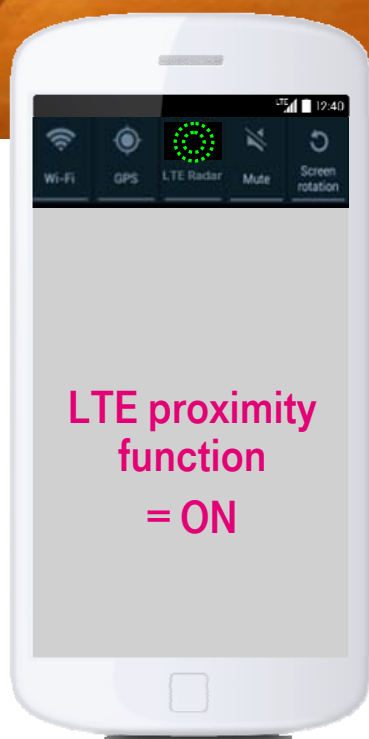 LTE 12:40
Wi-Fi GPS LTE Radar Mute Screen rotation
LTE proximity
function
= ON